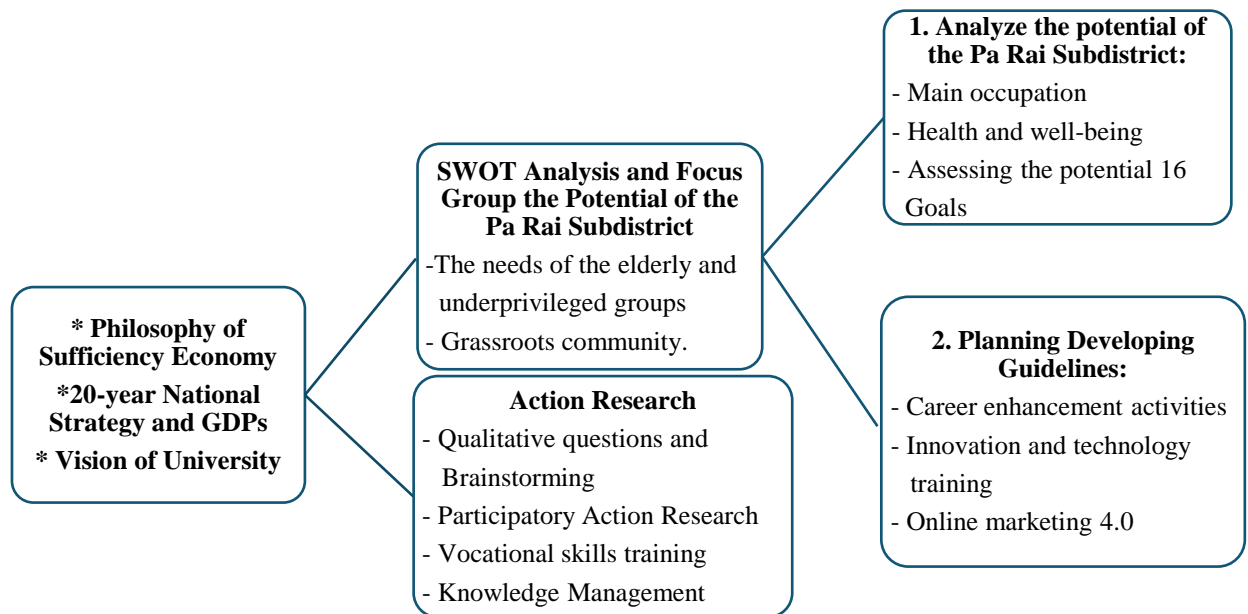 * Philosophy of
Sufficiency Economy
*20-year National
Strategy and GDPs
* Vision of University
SWOT Analysis and Focus
Group the Potential of the
Pa Rai Subdistrict
-The needs of the elderly and
underprivileged groups
- Grassroots community.
Action Research
- Qualitative questions and
Brainstorming
- Participatory Action Research
- Vocational skills training
- Knowledge Management
1. Analyze the potential of
the Pa Rai Subdistrict:
- Main occupation
- Health and well-being
- Assessing the potential 16
Goals
2. Planning Developing
Guidelines:
- Career enhancement activities
- Innovation and technology
training
- Online marketing 4.0